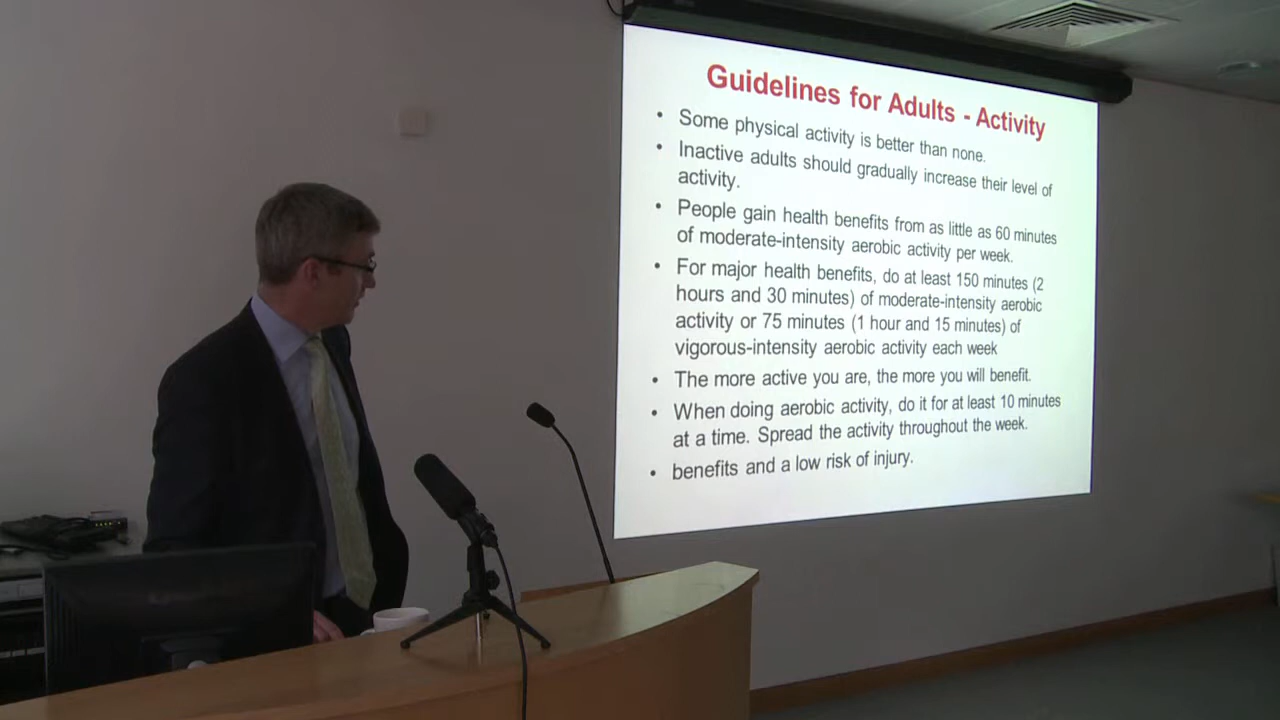 Guidelines for Adults - Activity
• Some physical activity is better than none.
• Inactive adults should gradually increase their level of
activity.
• People gain health benefits from as little as 60 minutes
of moderate-intensity aerobic activity per week.
• For major health benefits, do at least 150 minutes (2
hours and 30 minutes) of moderate-intensity aerobic
activity or 75 minutes (1 hour and 15 minutes) of
vigorous-intensity aerobic activity each week
• The more active you are, the more you will benefit.
• When doing aerobic activity, do it for at least 10 minutes
at a time. Spread the activity throughout the week.
• benefits and a low risk of injury.